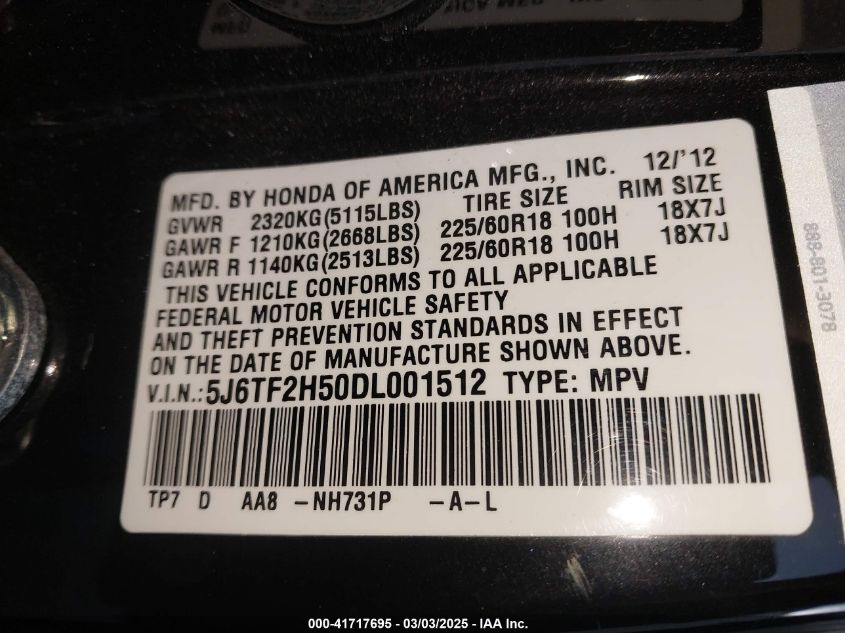 MFD. BY HONDA OF AMERICA MFG., INC. 12/'12
GVWR 2320KG(5115LBS) TIRE SIZE RIM SIZE
GAWR F 1210KG(2668LBS) 225/60R18 100H 18X7J
GAWR R 1140KG(2513LBS) 225/60R18 100H 18X7J
THIS VEHICLE CONFORMS TO ALL APPLICABLE
FEDERAL MOTOR VEHICLE SAFETY
AND THEFT PREVENTION STANDARDS IN EFFECT
ON THE DATE OF MANUFACTURE SHOWN ABOVE.
V.I.N.:5J6TF2H50DL001512 TYPE: MPV
TP7 D AA8 -NH731P -A-L
888-801-3078
000-41717695 - 03/03/2025 - IAA Inc.